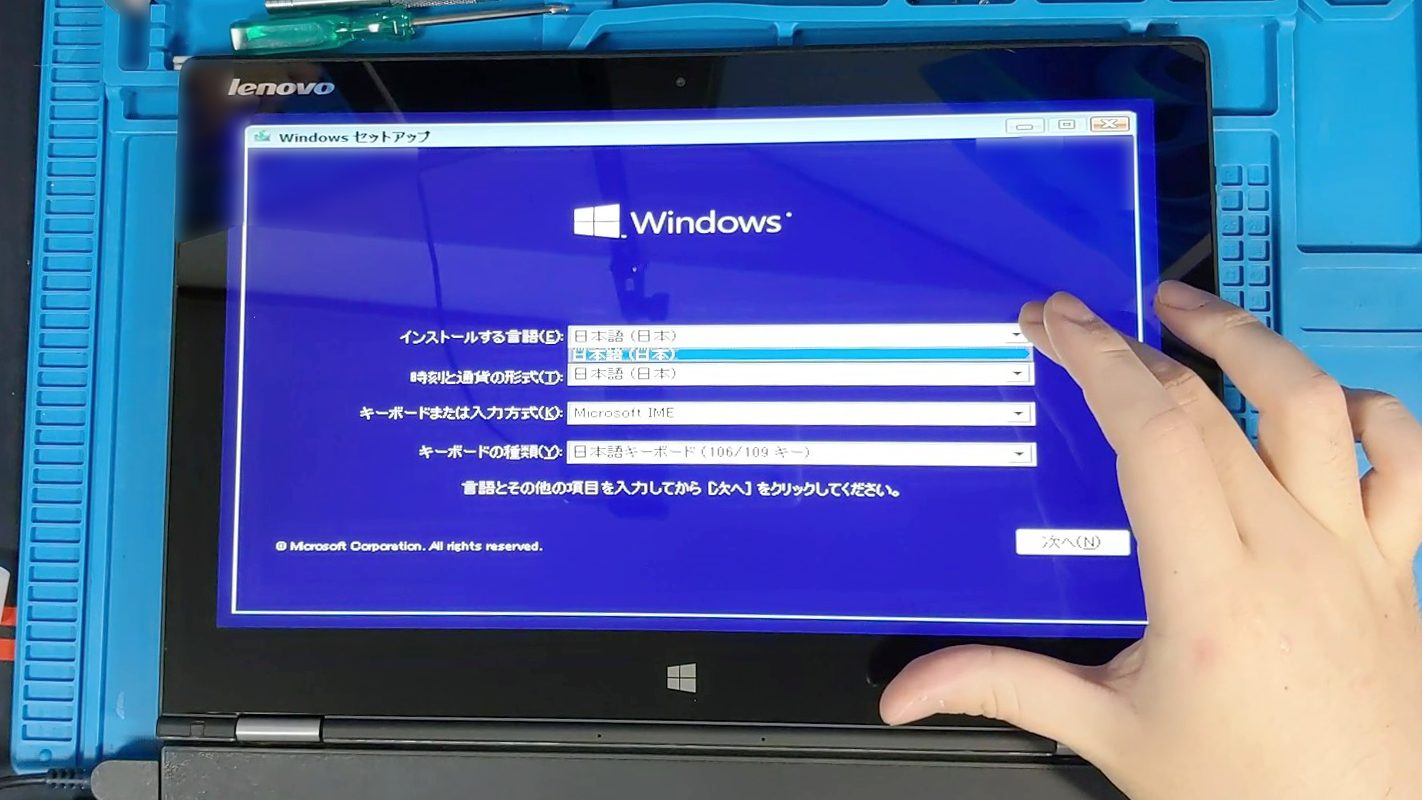 lenovo
Windows セットアップ
Windows
インストールする言語(E): 日本語 (日本)
日本語 (日本)
時刻と通貨の形式(T): 日本語 (日本)
キーボードまたは入力方式(K): Microsoft IME
キーボードの種類(Y): 日本語キーボード (106/109 キー)
言語とその他の項目を入力してから [次へ] をクリックしてください。
© Microsoft Corporation. All rights reserved.
次へ(N)